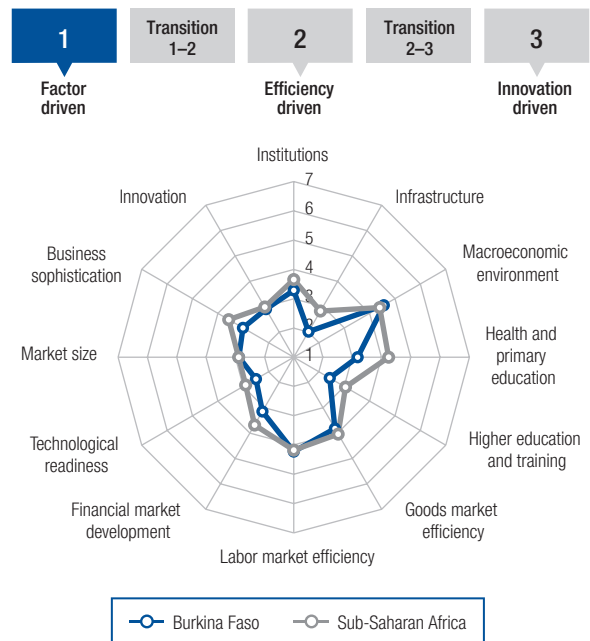 1
Transition
1–2
2
Transition
2–3
3
Factor
driven
Efficiency
driven
Innovation
driven
Institutions
Infrastructure
Macroeconomic
environment
Health and
primary
education
Higher education
and training
Goods market
efficiency
Labor market efficiency
Financial market
development
Technological
readiness
Market size
Business
sophistication
Innovation
7
6
5
4
3
2
1
Burkina Faso
Sub-Saharan Africa